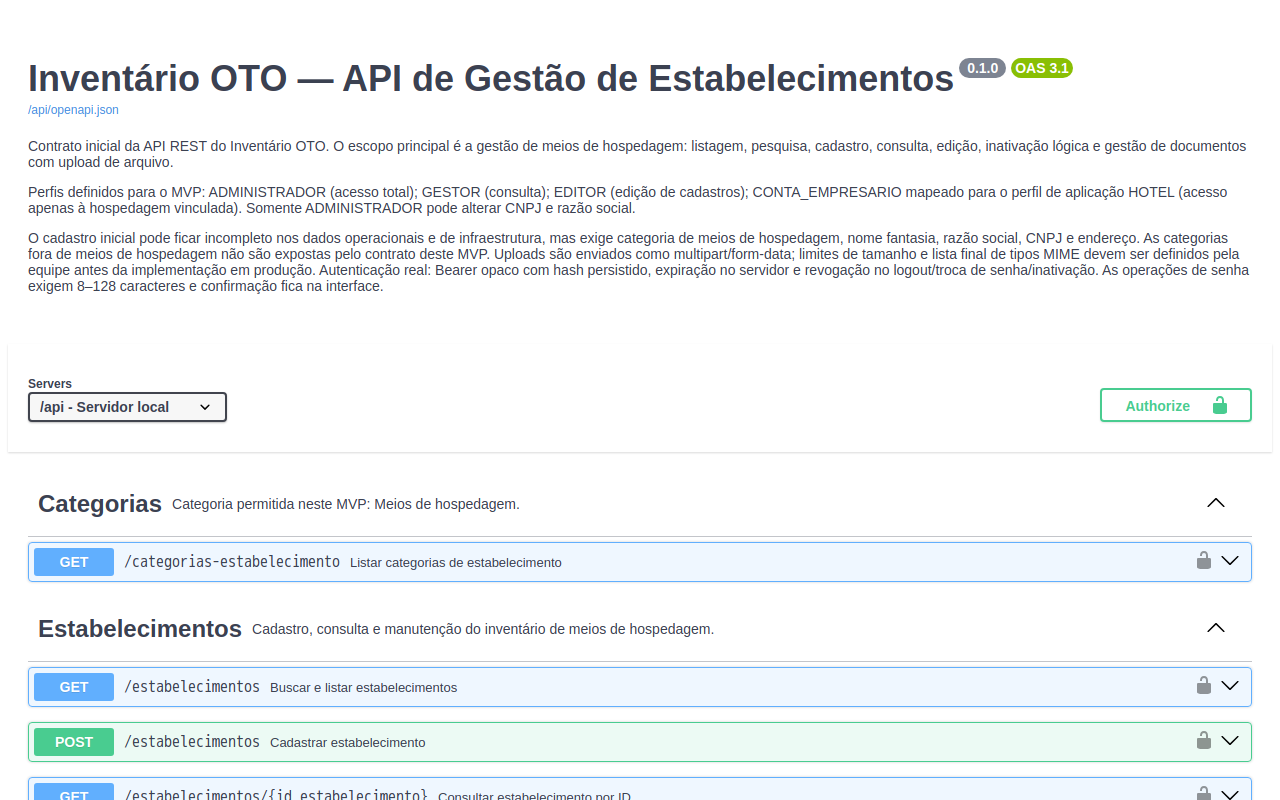 Inventário OTO — API de Gestão de Estabelecimentos 0.1.0 OAS 3.1
/api/openapi.json
Contrato inicial da API REST do Inventário OTO. O escopo principal é a gestão de meios de hospedagem: listagem, pesquisa, cadastro, consulta, edição, inativação lógica e gestão de documentos
com upload de arquivo.
Perfis definidos para o MVP: ADMINISTRADOR (acesso total); GESTOR (consulta); EDITOR (edição de cadastros); CONTA_EMPRESARIO mapeado para o perfil de aplicação HOTEL (acesso
apenas à hospedagem vinculada). Somente ADMINISTRADOR pode alterar CNPJ e razão social.
O cadastro inicial pode ficar incompleto nos dados operacionais e de infraestrutura, mas exige categoria de meios de hospedagem, nome fantasia, razão social, CNPJ e endereço. As categorias
fora de meios de hospedagem não são expostas pelo contrato deste MVP. Uploads são enviados como multipart/form-data; limites de tamanho e lista final de tipos MIME devem ser definidos pela
equipe antes da implementação em produção. Autenticação real: Bearer opaco com hash persistido, expiração no servidor e revogação no logout/troca de senha/inativação. As operações de senha
exigem 8–128 caracteres e confirmação fica na interface.
Servers
/api - Servidor local
Authorize
Categorias Categoria permitida neste MVP: Meios de hospedagem.
GET /categorias-estabelecimento Listar categorias de estabelecimento
Estabelecimentos Cadastro, consulta e manutenção do inventário de meios de hospedagem.
GET /estabelecimentos Buscar e listar estabelecimentos
POST /estabelecimentos Cadastrar estabelecimento
GET /estabelecimentos/{id_estabelecimento} Consultar estabelecimento por ID